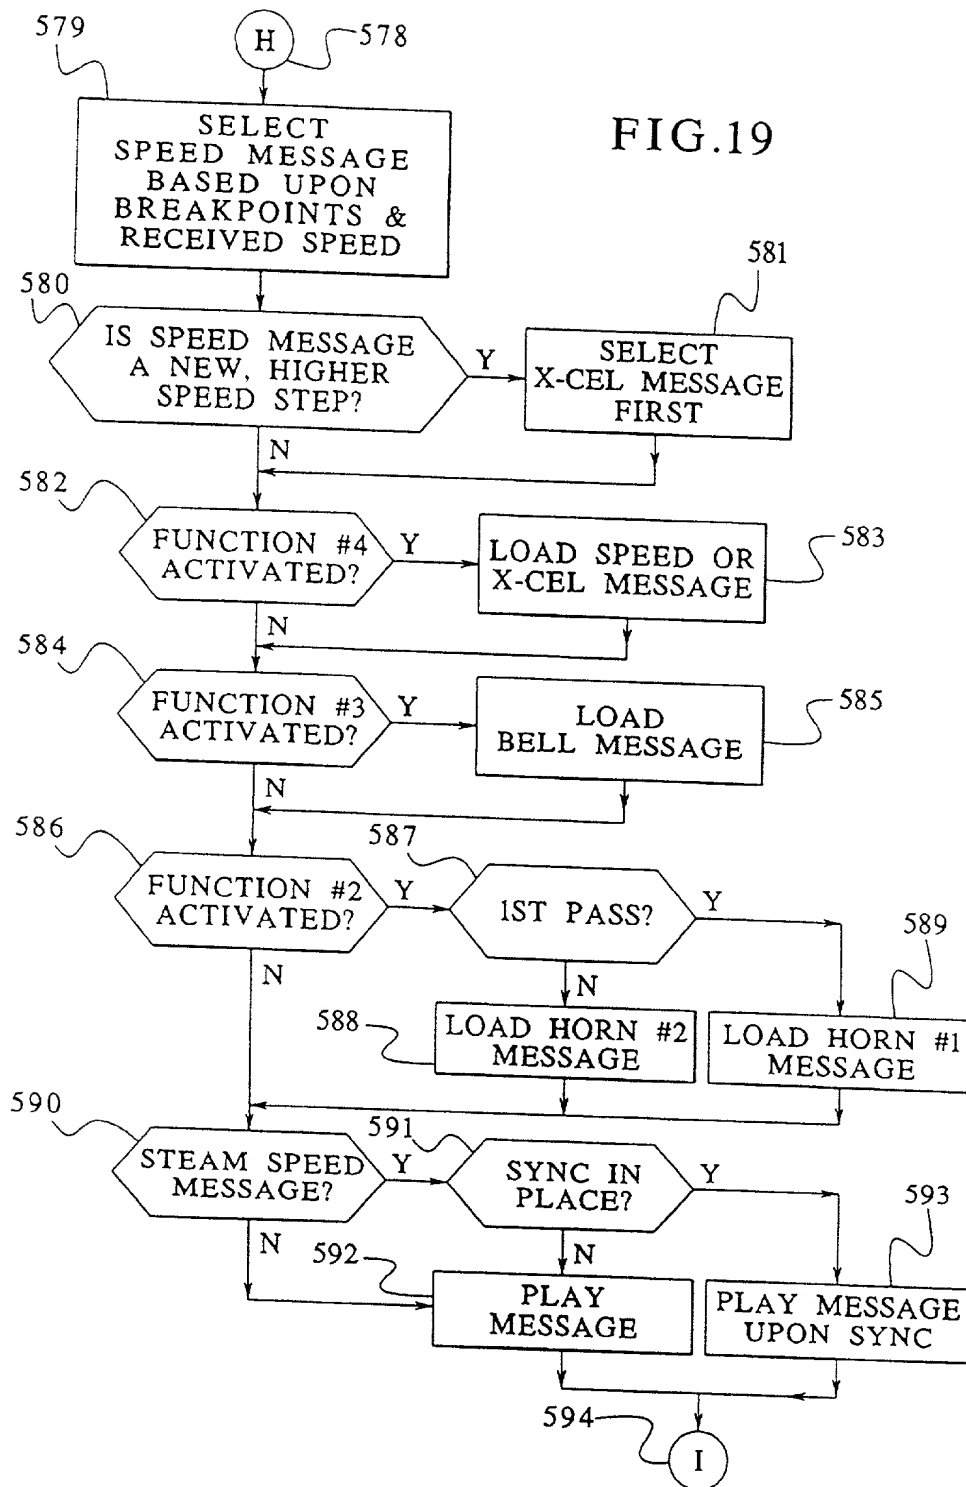 579
H
578
FIG.19
SELECT
SPEED MESSAGE
BASED UPON
BREAKPOINTS &
RECEIVED SPEED
580
IS SPEED MESSAGE
A NEW, HIGHER
SPEED STEP?
Y
581
SELECT
X-CEL MESSAGE
FIRST
N
582
FUNCTION #4
ACTIVATED?
Y
LOAD SPEED OR
X-CEL MESSAGE
583
N
584
FUNCTION #3
ACTIVATED?
Y
LOAD
BELL MESSAGE
585
N
586
FUNCTION #2
ACTIVATED?
Y
587
1ST PASS?
Y
589
N
N
588
LOAD HORN #2
MESSAGE
LOAD HORN #1
MESSAGE
590
STEAM SPEED
MESSAGE?
Y
591
SYNC IN
PLACE?
Y
593
N
N
592
PLAY
MESSAGE
PLAY MESSAGE
UPON SYNC
594
I